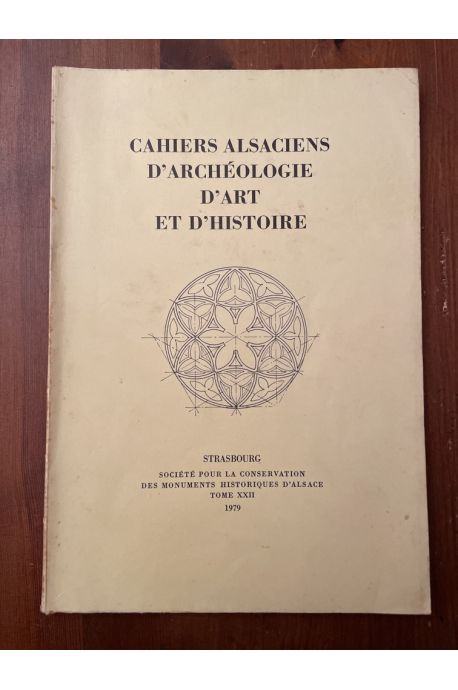 CAHIERS ALSACIENS
D'ARCHÉOLOGIE
D'ART
ET D'HISTOIRE
STRASBOURG
SOCIÉTÉ POUR LA CONSERVATION
DES MONUMENTS HISTORIQUES D'ALSACE
TOME XXII
1979